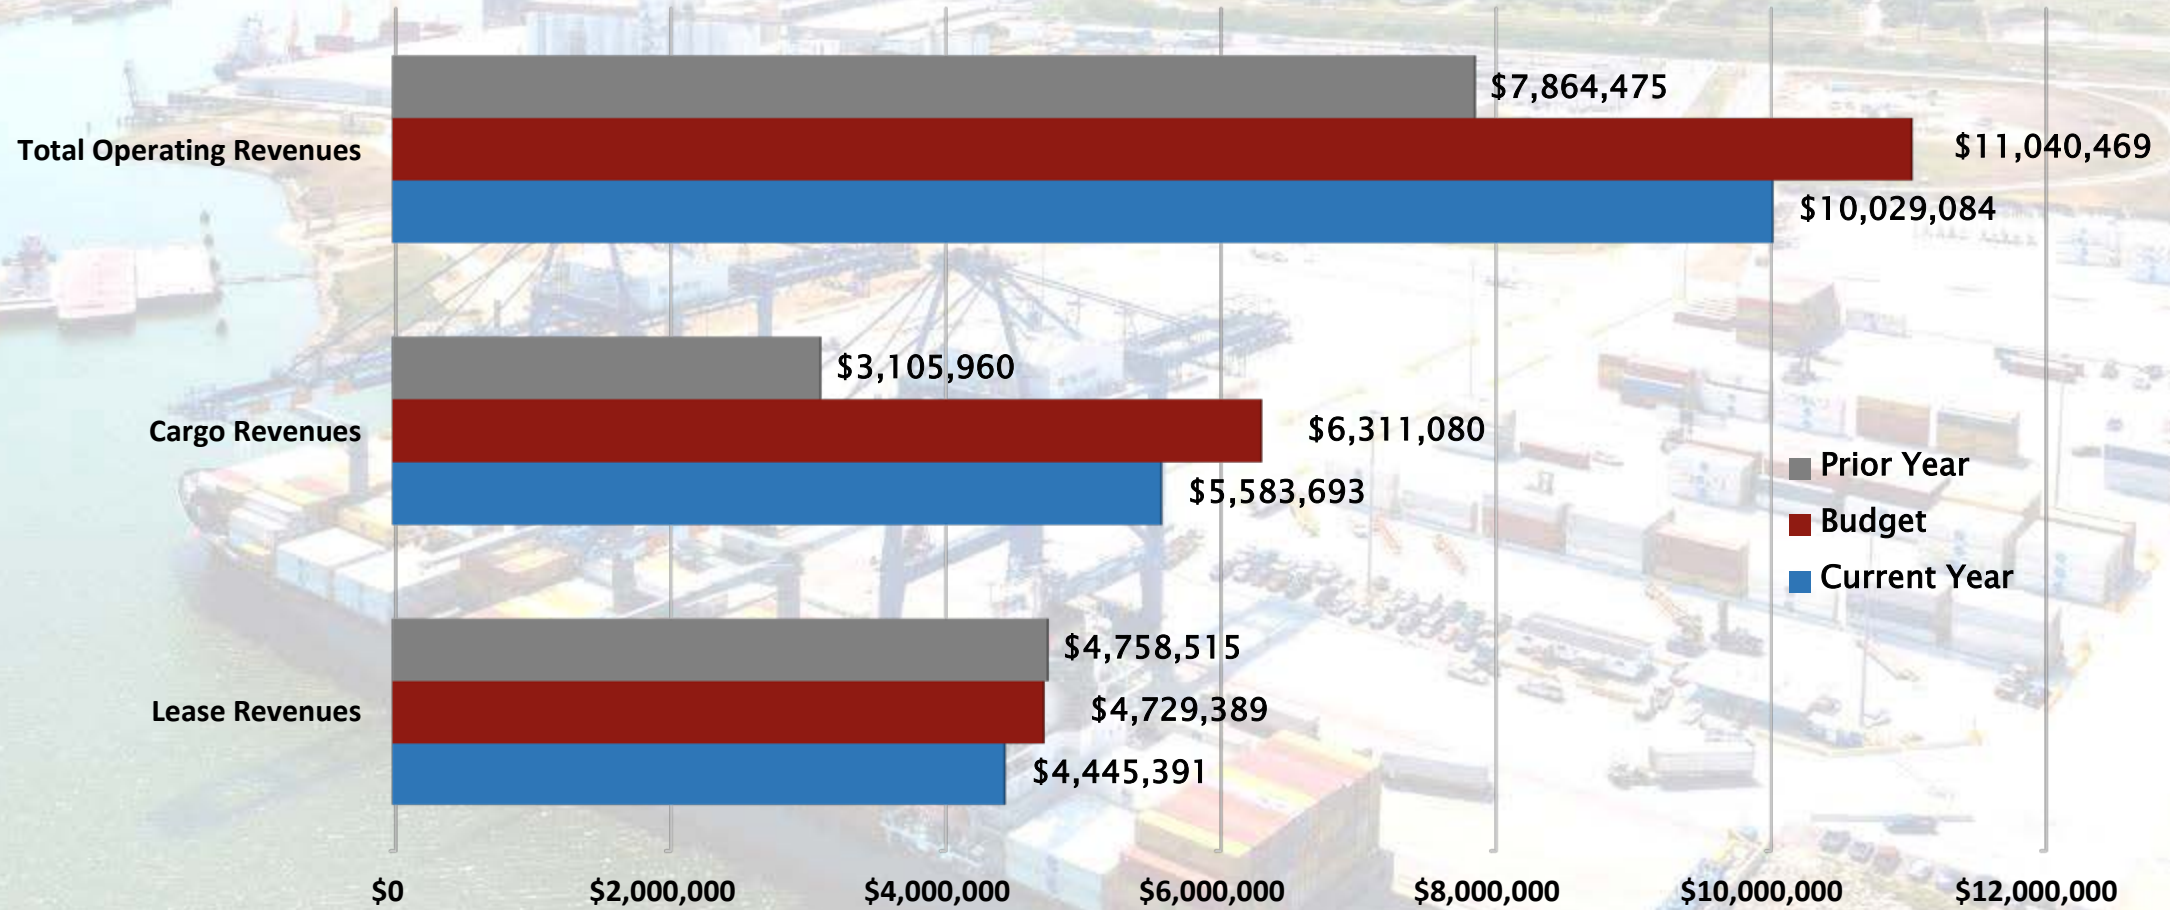 $7,864,475
Total Operating Revenues
$11,040,469
$10,029,084
$3,105,960
Cargo Revenues
$6,311,080
$5,583,693
Prior Year
Budget
Current Year
$4,758,515
Lease Revenues
$4,729,389
$4,445,391
$0 $2,000,000 $4,000,000 $6,000,000 $8,000,000 $10,000,000 $12,000,000